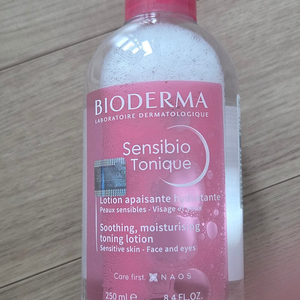 BIODERMA
LABORATOIRE DERMATOLOGIQUE
Sensibio
Tonique
Lotion apaisante hydratante
Peaux sensibles - Visage -
Soothing, moisturising
toning lotion
Sensitive skin - Face and eyes
Care first. NAOS
250 ml e 8.4 FL.OZ.